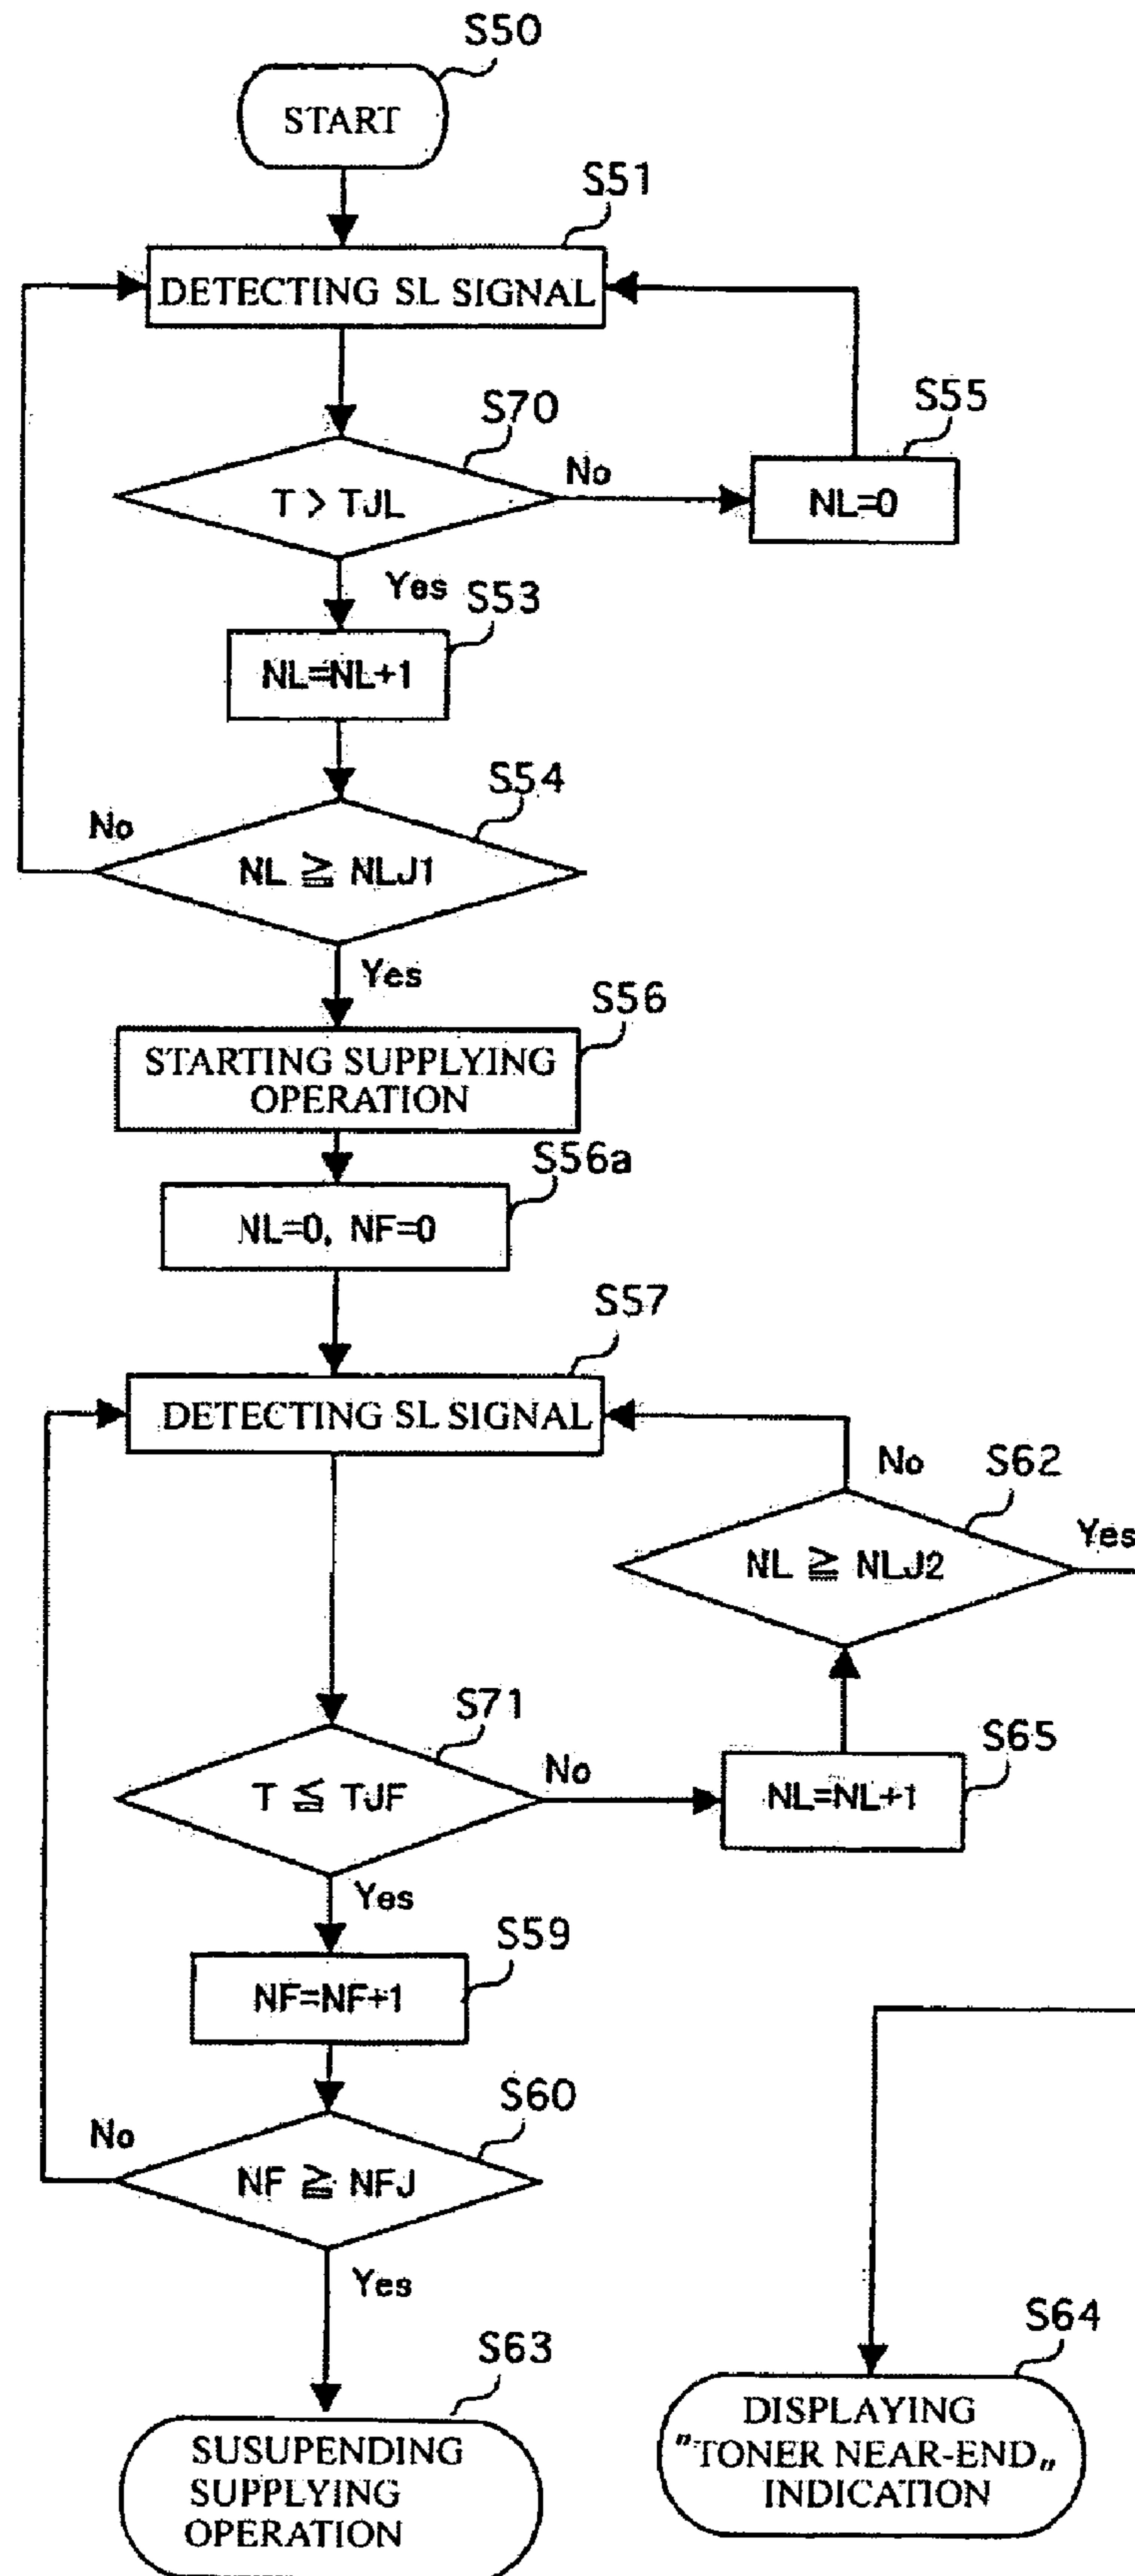 S50
START
S51
DETECTING SL SIGNAL
S70
T > TJL
No
S55
NL=0
Yes
S53
NL=NL+1
S54
No
NL ≧ NLJ1
Yes
S56
STARTING SUPPLYING
OPERATION
S56a
NL=0, NF=0
S57
DETECTING SL SIGNAL
No
S62
Yes
NL ≧ NLJ2
S71
T ≦ TJF
No
S65
NL=NL+1
Yes
S59
NF=NF+1
S60
No
NF ≧ NFJ
Yes
S63
SUSUPENDING
SUPPLYING
OPERATION
S64
DISPLAYING
"TONER NEAR-END„
INDICATION